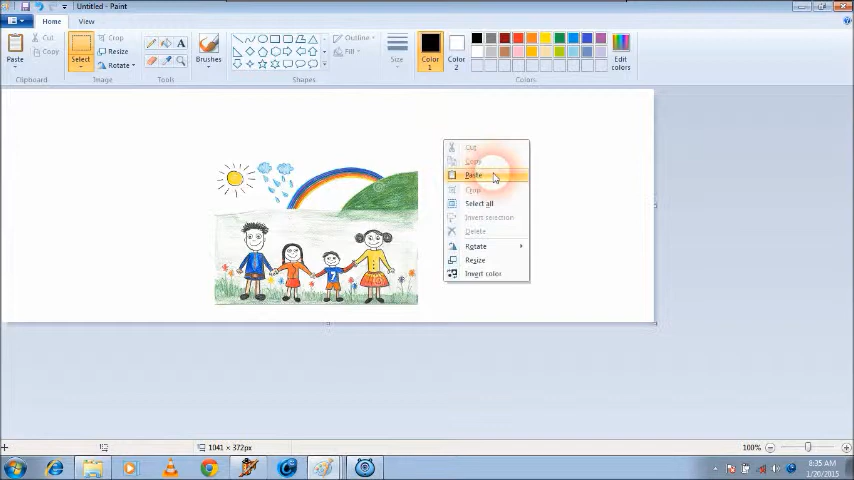 Untitled - Paint
Home
View
Paste
Cut
Copy
Clipboard
Select
Crop
Resize
Rotate
Image
A
Tools
Brushes
Shapes
Outline
Fill
Size
Color
1
Color
2
Edit
colors
Colors
Cut
Copy
Paste
Crop
Select all
Invert selection
Delete
Rotate
Resize
Invert color
7
1041 × 372px
100%
8:35 AM
1/20/2015